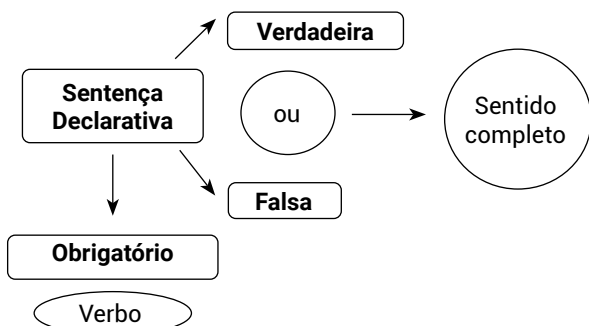 Verdadeira
Sentença
Declarativa
ou
Sentido
completo
Falsa
Obrigatório
Verbo